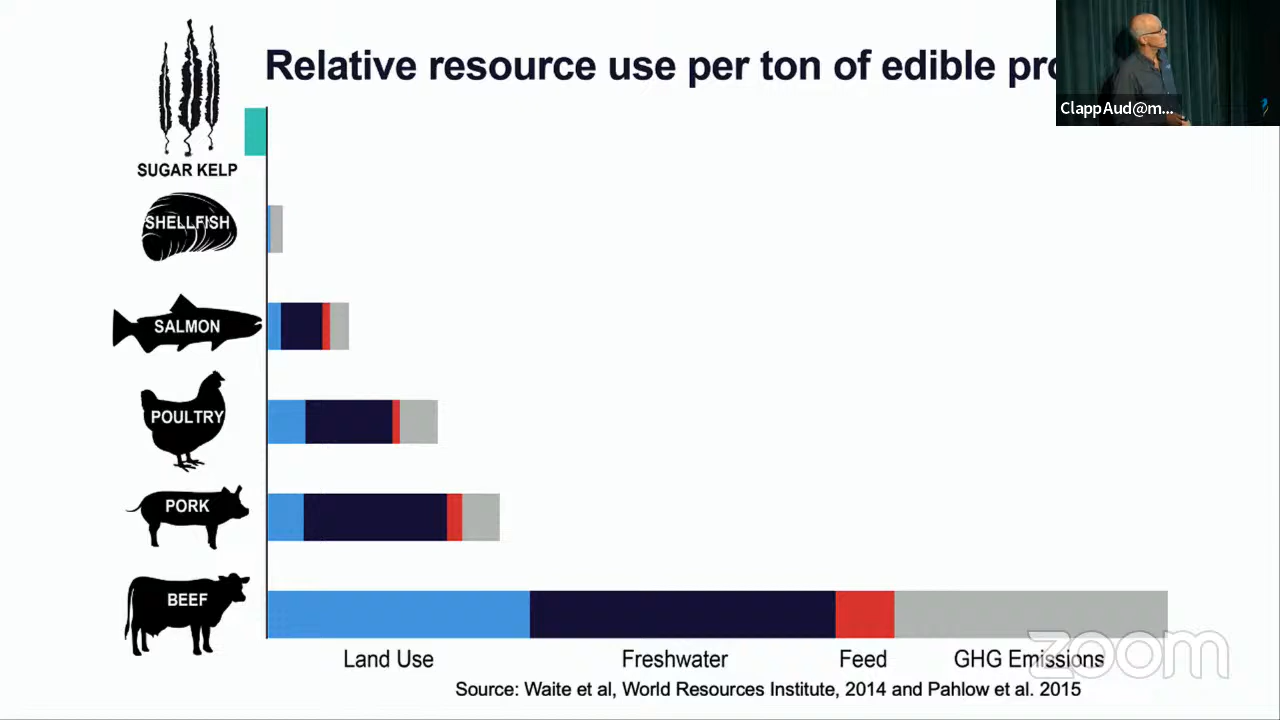 Relative resource use per ton of edible pro
ClappAud@m...
SUGAR KELP
SHELLFISH
SALMON
POULTRY
PORK
BEEF
Land Use Freshwater Feed GHG Emissions
zoom
Source: Waite et al, World Resources Institute, 2014 and Pahlow et al. 2015